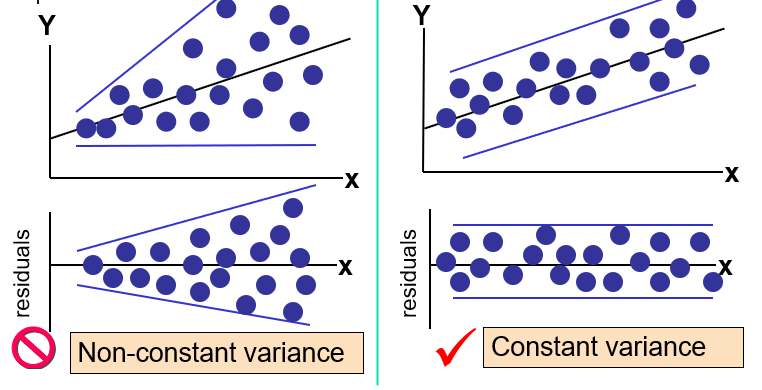 Y
x
residuals
x
Non-constant variance
Y
x
residuals
x
Constant variance